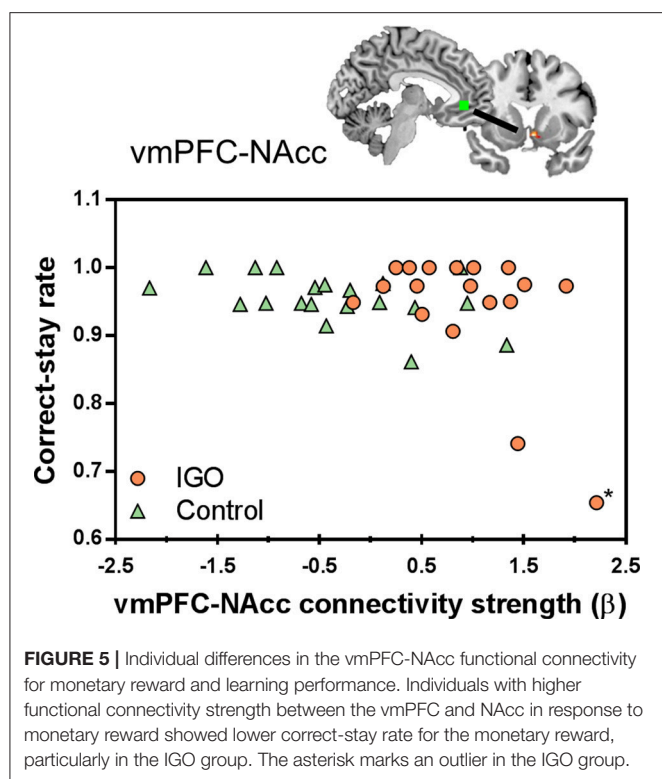 vmPFC-NAcc
1.1
1.0
0.9
0.8
0.7
0.6
Correct-stay rate
IGO
Control
*
-2.5
-1.5
-0.5
0.5
1.5
2.5
vmPFC-NAcc connectivity strength (β)
FIGURE 5 | Individual differences in the vmPFC-NAcc functional connectivity
for monetary reward and learning performance. Individuals with higher
functional connectivity strength between the vmPFC and NAcc in response to
monetary reward showed lower correct-stay rate for the monetary reward,
particularly in the IGO group. The asterisk marks an outlier in the IGO group.